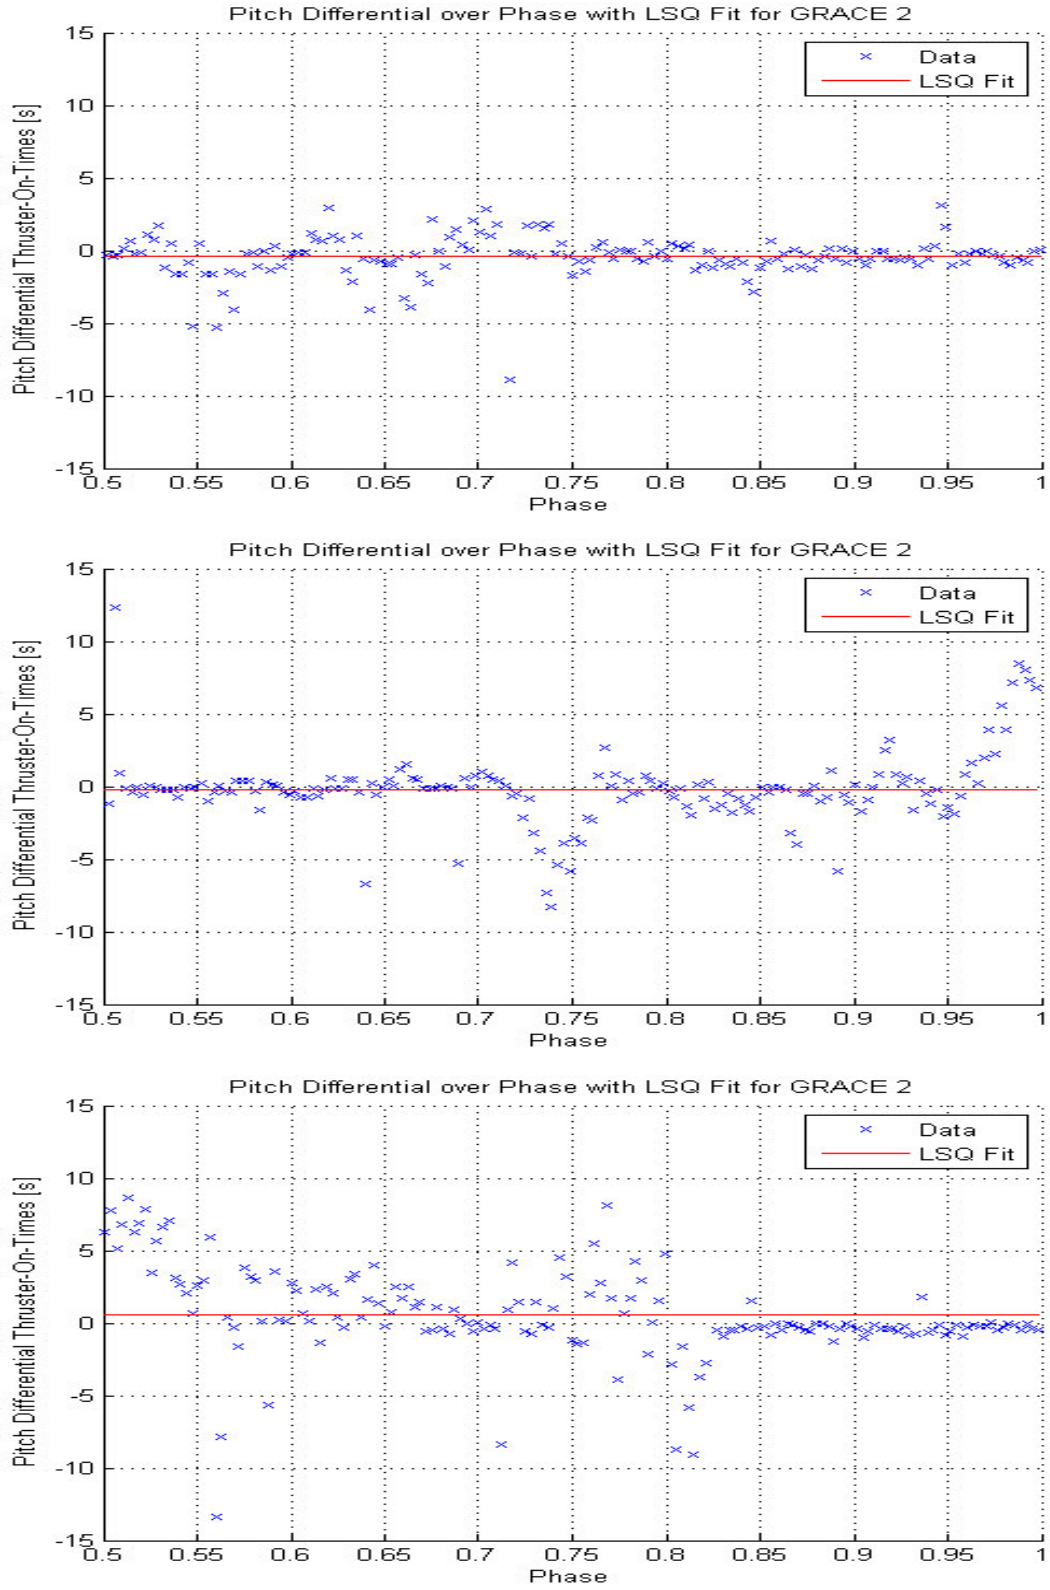 Pitch Differential over Phase with LSQ Fit for GRACE 2
15
10
5
0
-5
-10
-15
Pitch Differential Thruster-On-Times [s]
Data
LSQ Fit
0.5 0.55 0.6 0.65 0.7 0.75 0.8 0.85 0.9 0.95 1
Phase
Pitch Differential over Phase with LSQ Fit for GRACE 2
15
10
5
0
-5
-10
-15
Pitch Differential Thruster-On-Times [s]
Data
LSQ Fit
0.5 0.55 0.6 0.65 0.7 0.75 0.8 0.85 0.9 0.95 1
Phase
Pitch Differential over Phase with LSQ Fit for GRACE 2
15
10
5
0
-5
-10
-15
Pitch Differential Thruster-On-Times [s]
Data
LSQ Fit
0.5 0.55 0.6 0.65 0.7 0.75 0.8 0.85 0.9 0.95 1
Phase